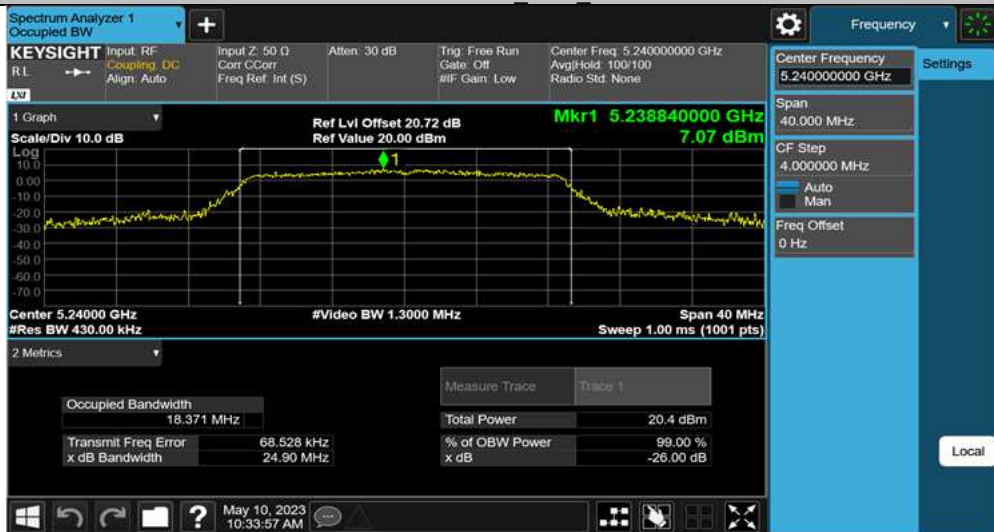 Spectrum Analyzer 1
Occupied BW
+
Frequency
KEYSIGHT
RL
LXI
Input: RF
Coupling: DC
Align: Auto
Input Z: 50 Ω
Corr CCorr
Freq Ref: Int (S)
Atten: 30 dB
Trig: Free Run
Gate: Off
#IF Gain: Low
Center Freq: 5.240000000 GHz
Avg|Hold: 100/100
Radio Std: None
Center Frequency
5.240000000 GHz
Settings
Span
40.000 MHz
CF Step
4.000000 MHz
Auto
Man
Freq Offset
0 Hz
Local
1 Graph
Scale/Div 10.0 dB
Ref Lvl Offset 20.72 dB
Ref Value 20.00 dBm
Mkr1 5.238840000 GHz
7.07 dBm
Log
10.0
0.00
-10.0
-20.0
-30.0
-40.0
-50.0
-60.0
-70.0
1
Center 5.24000 GHz
#Video BW 1.3000 MHz
Span 40 MHz
#Res BW 430.00 kHz
Sweep 1.00 ms (1001 pts)
2 Metrics
Measure Trace Trace 1
Occupied Bandwidth
18.371 MHz
Total Power 20.4 dBm
Transmit Freq Error 68.528 kHz
% of OBW Power 99.00 %
x dB Bandwidth 24.90 MHz
x dB -26.00 dB
?
May 10, 2023
10:33:57 AM